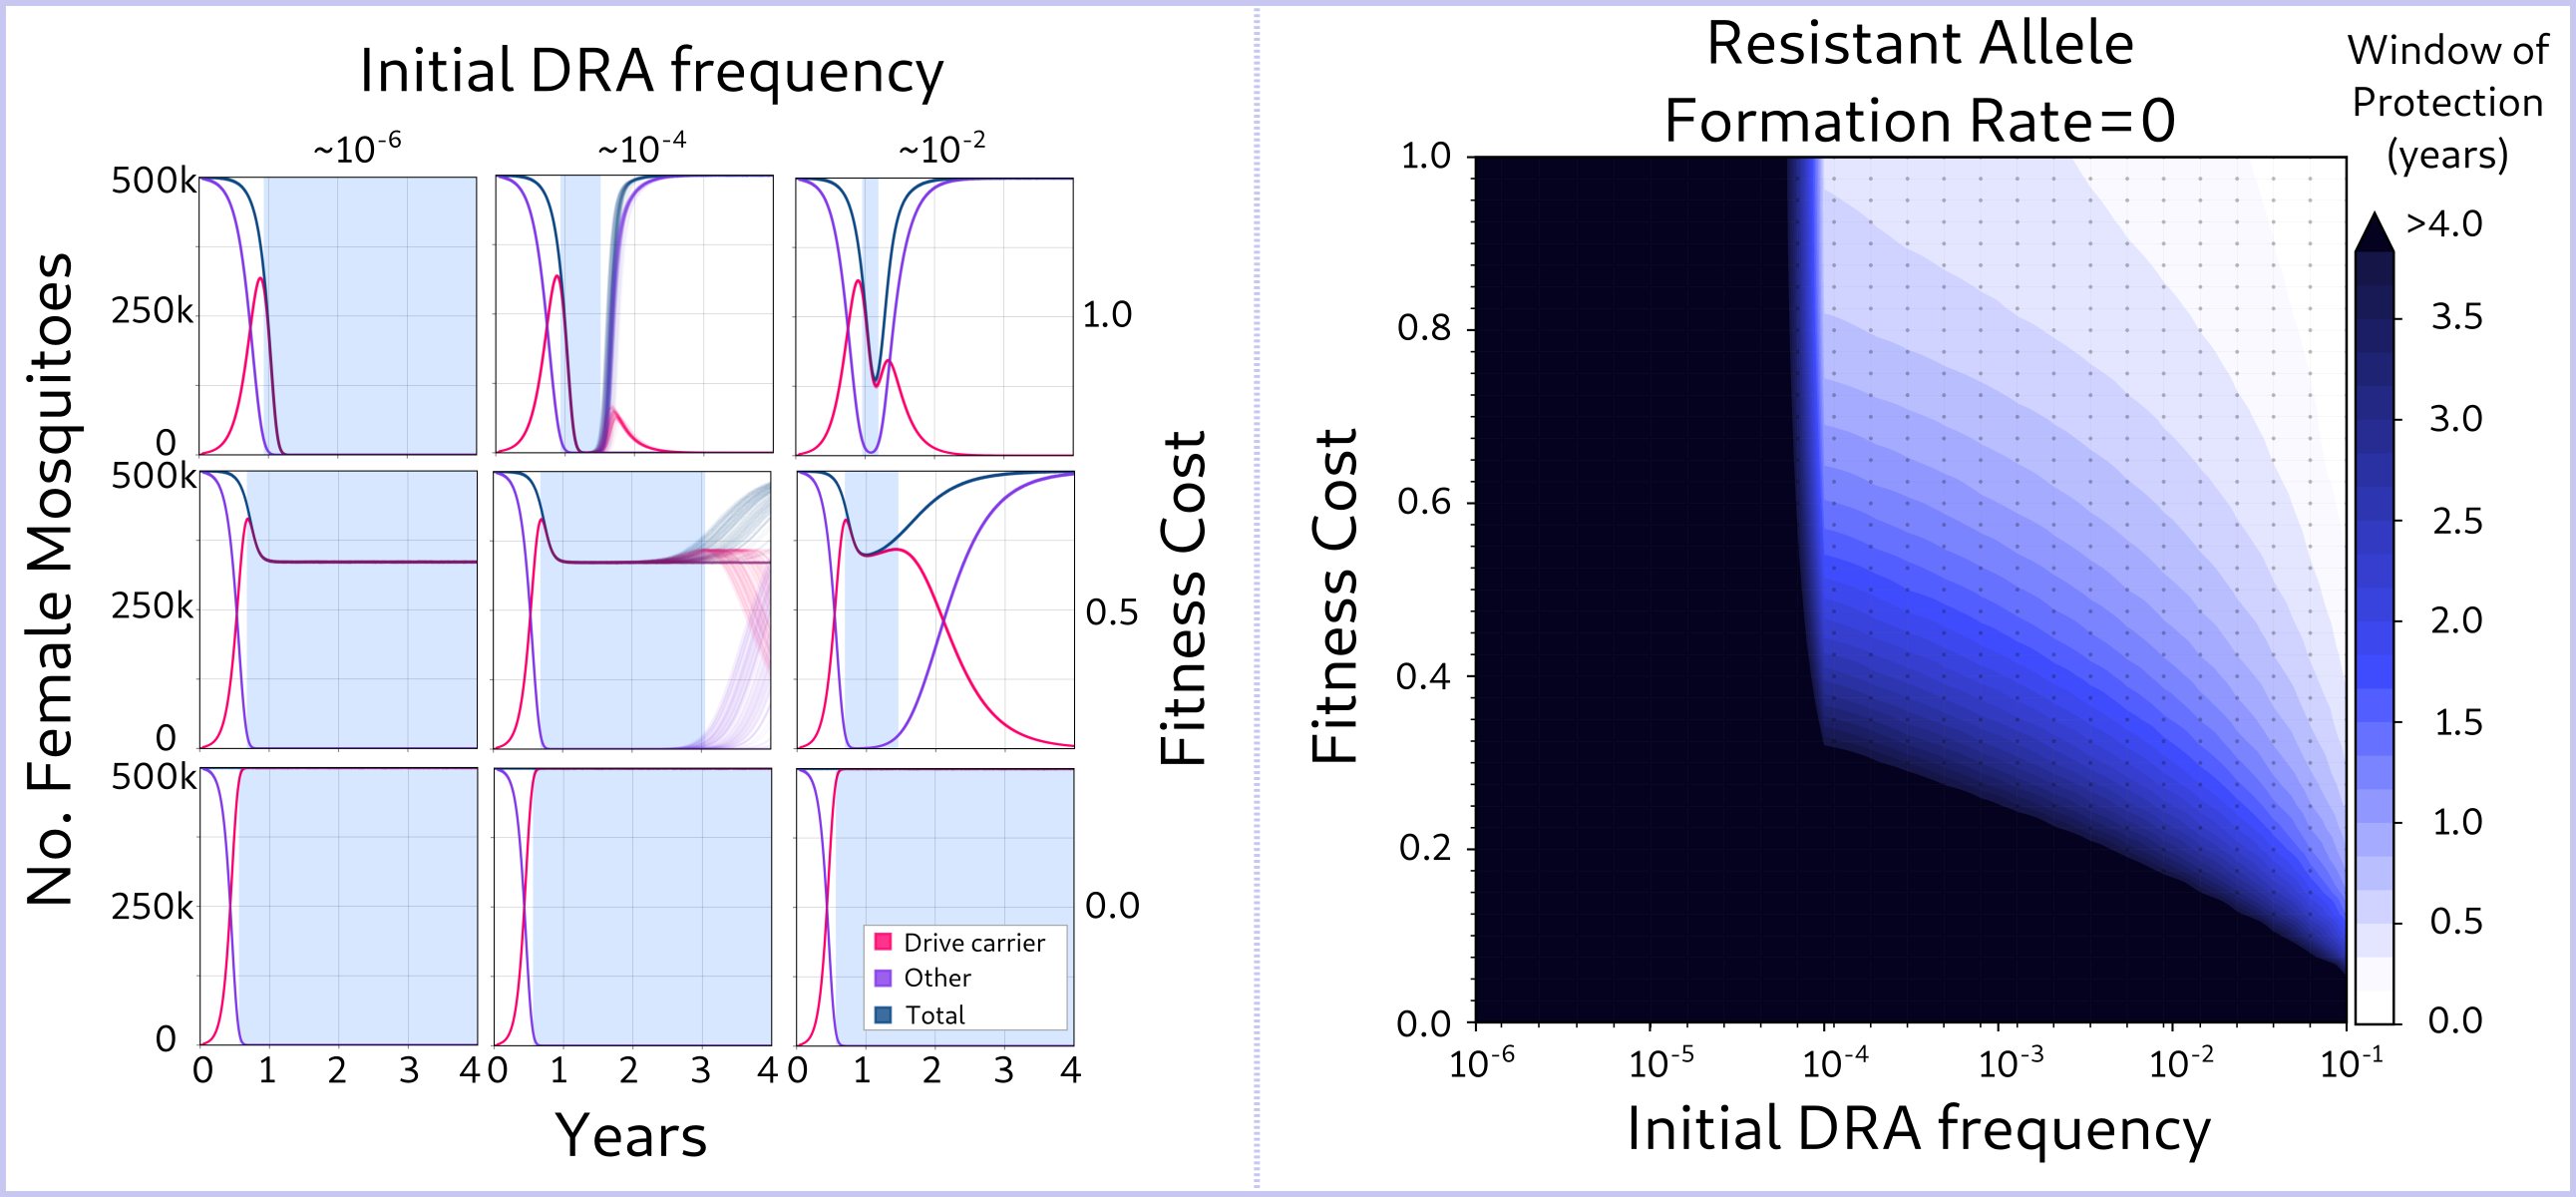 Initial DRA frequency
~10⁻⁶ ~10⁻⁴ ~10⁻²
No. Female Mosquitoes
500k
250k
0
1.0
500k
250k
0
0.5
500k
250k
0
0.0
Fitness Cost
Drive carrier
Other
Total
0 1 2 3 4 0 1 2 3 4 0 1 2 3 4
Years
Resistant Allele
Formation Rate=0
Fitness Cost
1.0
0.8
0.6
0.4
0.2
0.0
10⁻⁶ 10⁻⁵ 10⁻⁴ 10⁻³ 10⁻² 10⁻¹
Initial DRA frequency
Window of
Protection
(years)
>4.0
3.5
3.0
2.5
2.0
1.5
1.0
0.5
0.0